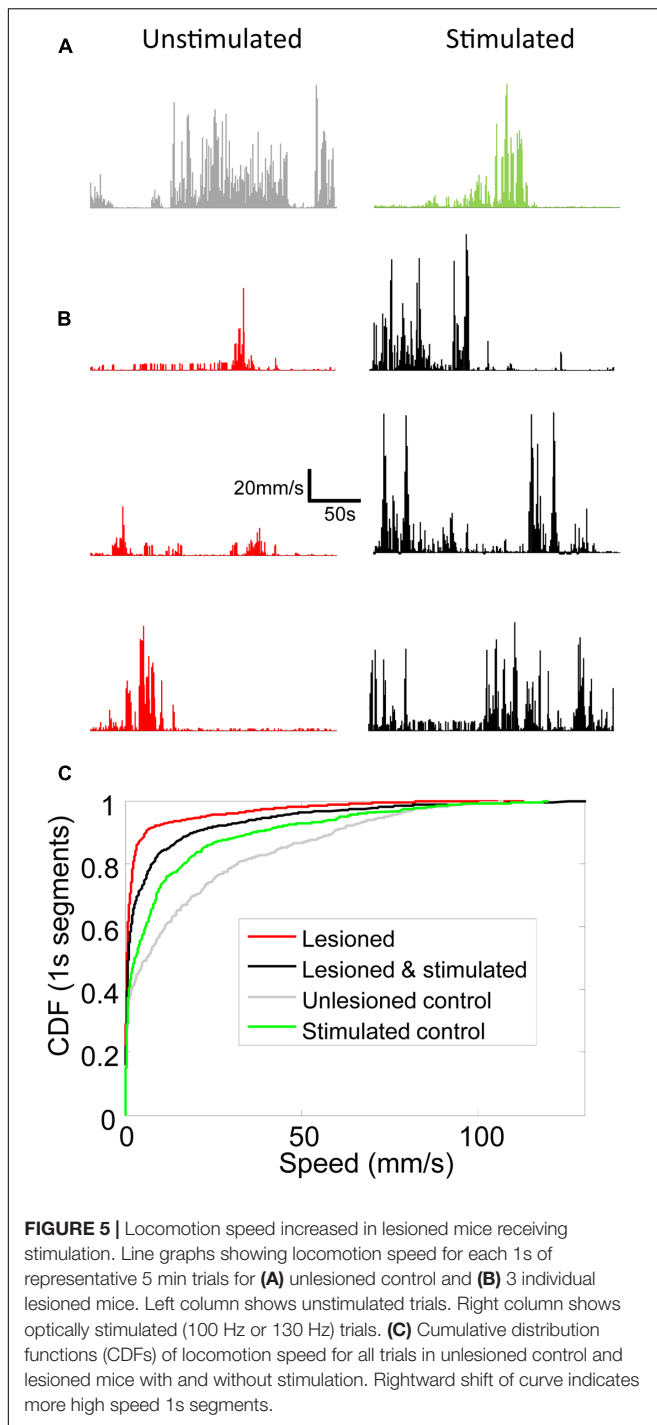 Unstimulated
Stimulated
A
B
20mm/s
50s
C
1
0.8
0.6
0.4
0.2
0
CDF (1s segments)
Lesioned
Lesioned & stimulated
Unlesioned control
Stimulated control
0
50
100
Speed (mm/s)
FIGURE 5 | Locomotion speed increased in lesioned mice receiving
stimulation. Line graphs showing locomotion speed for each 1s of
representative 5 min trials for (A) unlesioned control and (B) 3 individual
lesioned mice. Left column shows unstimulated trials. Right column shows
optically stimulated (100 Hz or 130 Hz) trials. (C) Cumulative distribution
functions (CDFs) of locomotion speed for all trials in unlesioned control and
lesioned mice with and without stimulation. Rightward shift of curve indicates
more high speed 1s segments.